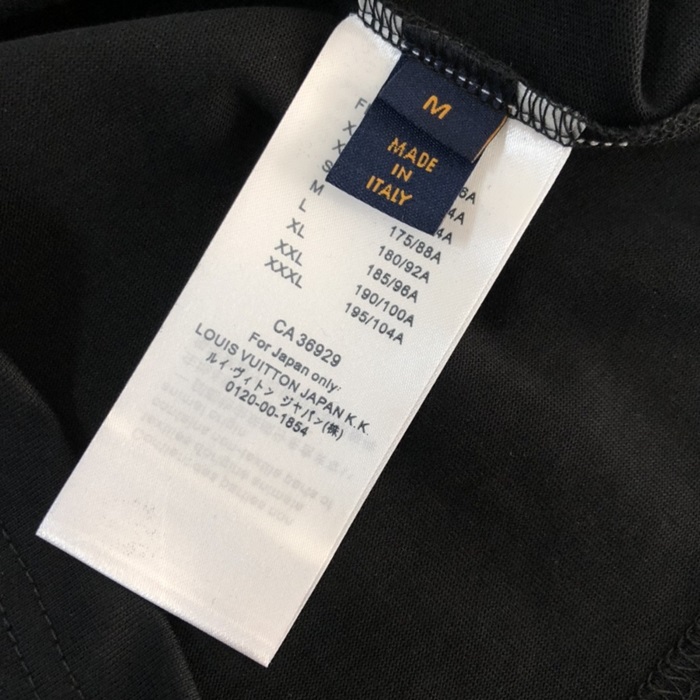 M
MADE
IN
ITALY
F
X
X
S
M
L 175/88A
XL 180/92A
XXL 185/96A
XXXL 190/100A
195/104A
CA 36929
For Japan only:
LOUIS VUITTON JAPAN K.K.
ルイ・ヴィトン ジャパン(株)
0120-00-1854